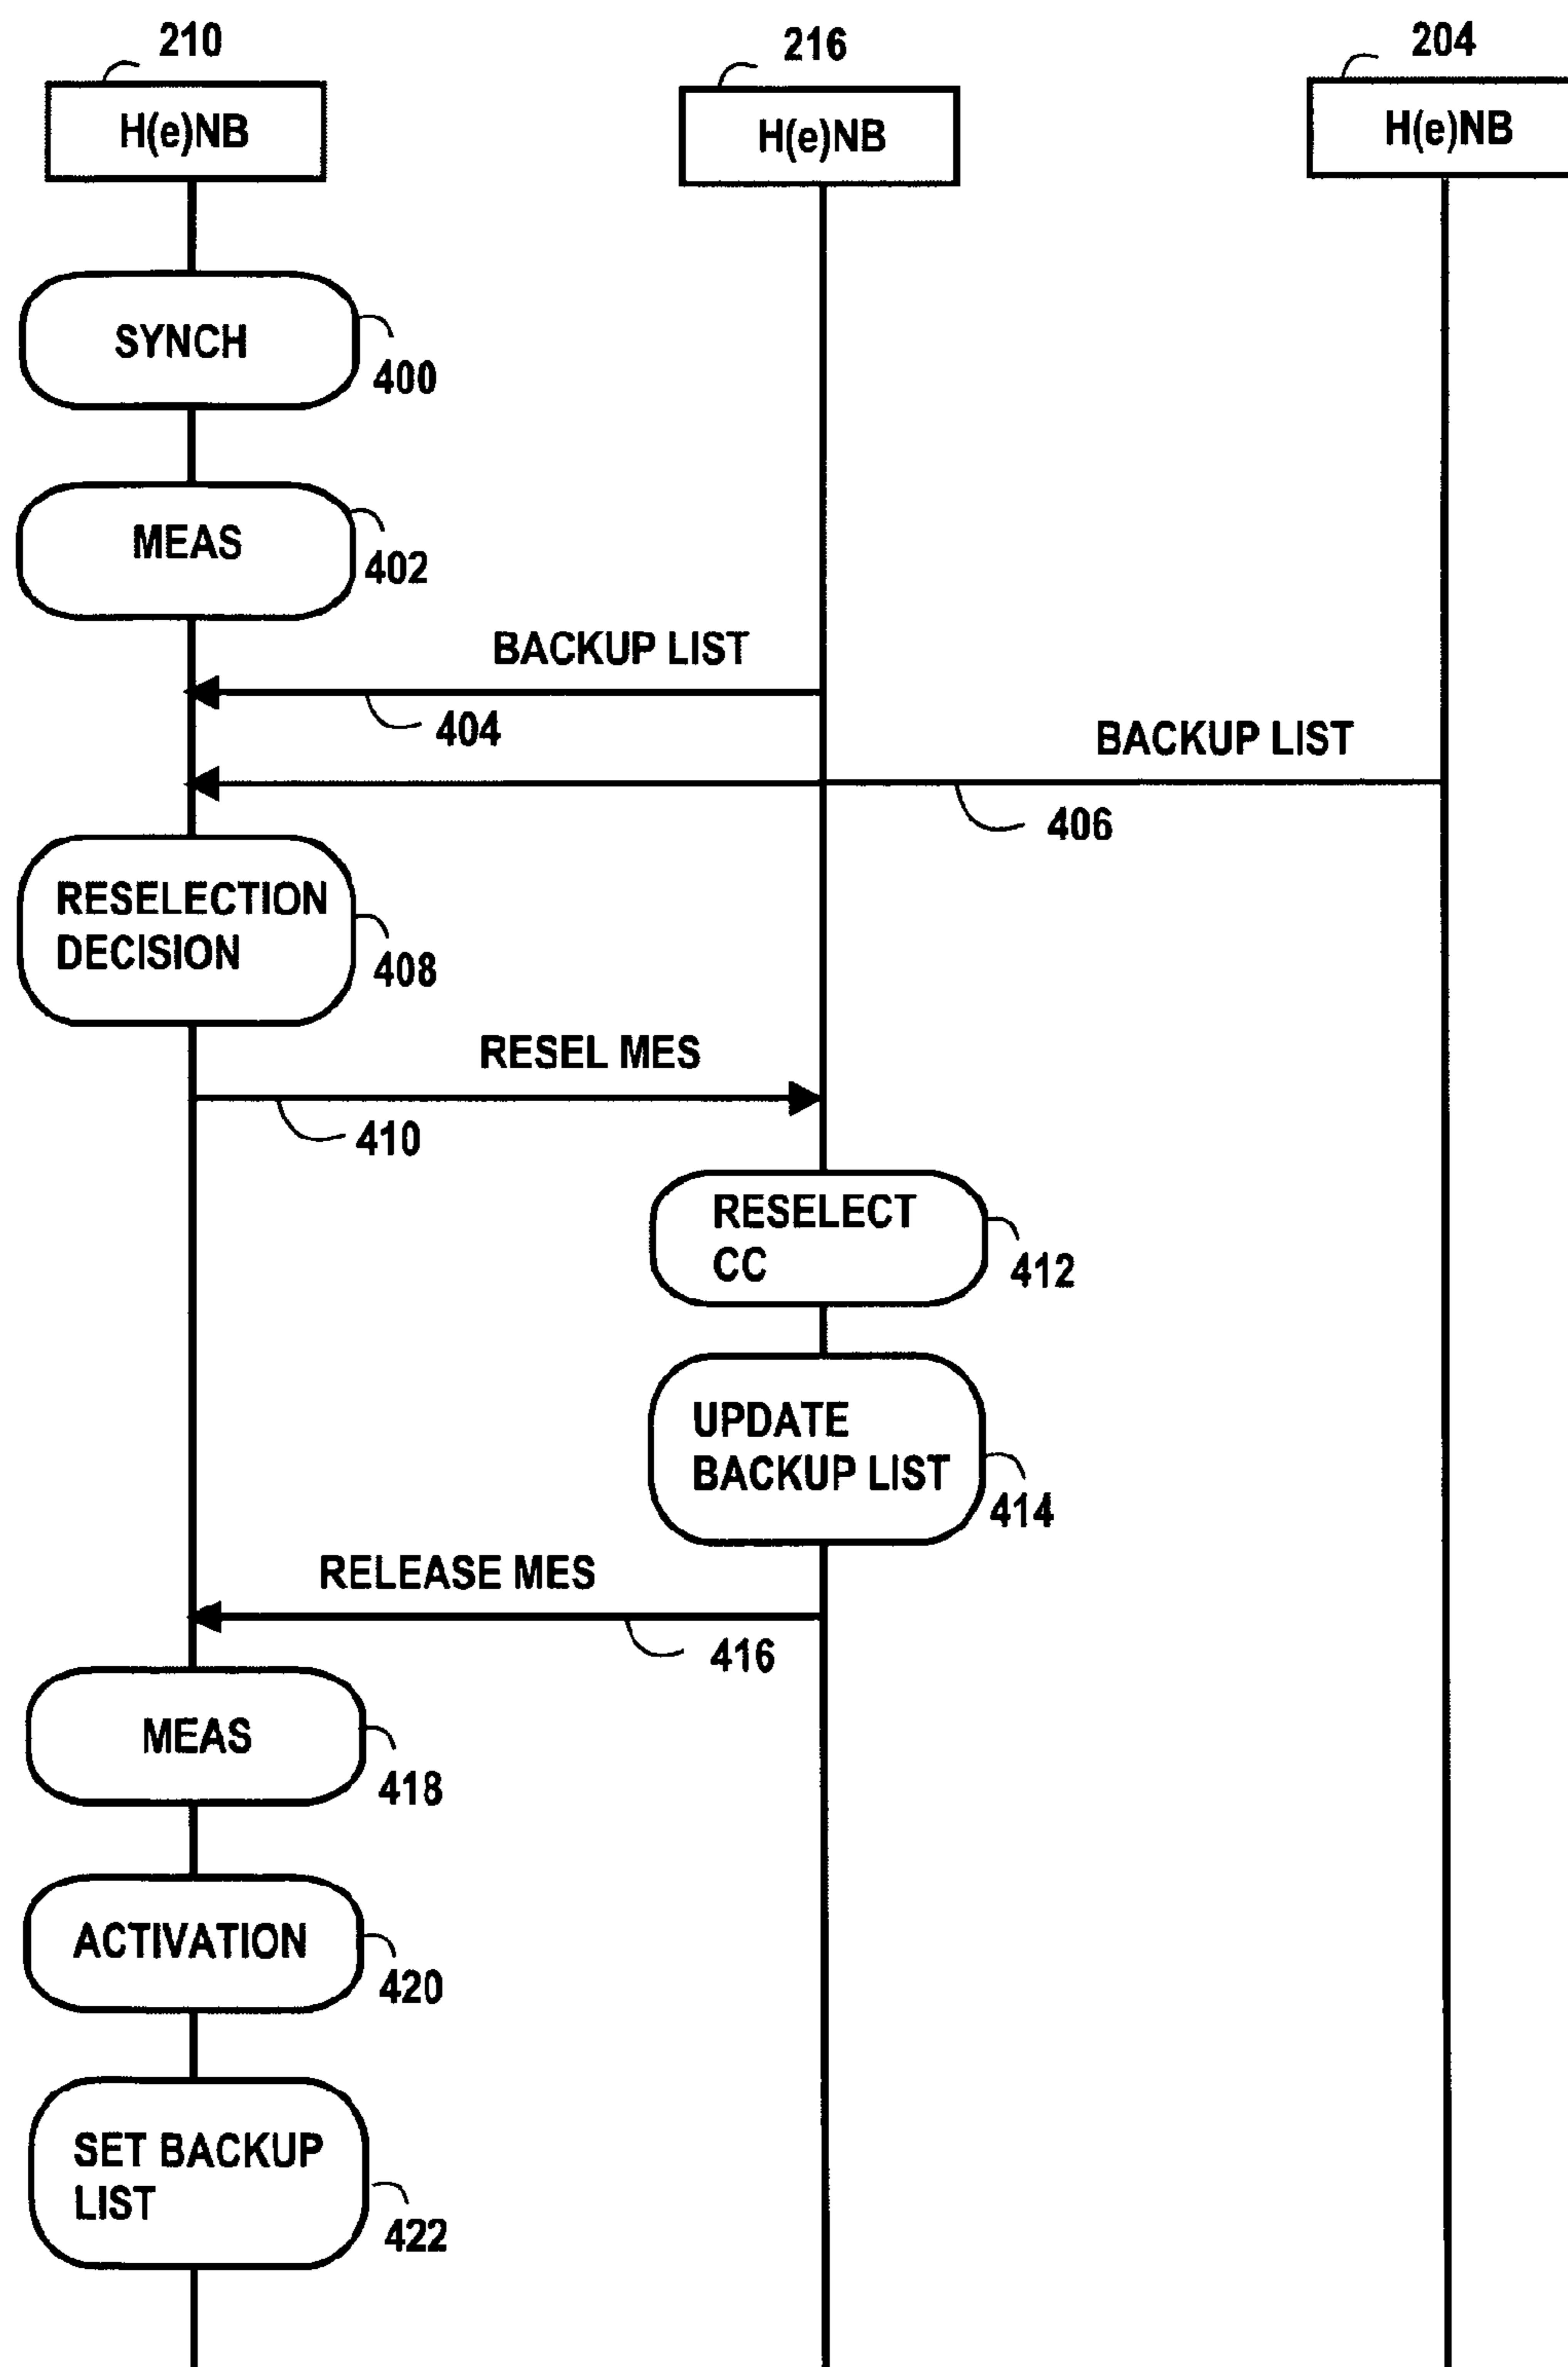 210
216
204
H(e)NB
H(e)NB
H(e)NB
SYNCH
400
MEAS
402
BACKUP LIST
404
BACKUP LIST
406
RESELECTION
DECISION
408
RESEL MES
410
RESELECT
CC
412
UPDATE
BACKUP LIST
414
RELEASE MES
416
MEAS
418
ACTIVATION
420
SET BACKUP
LIST
422